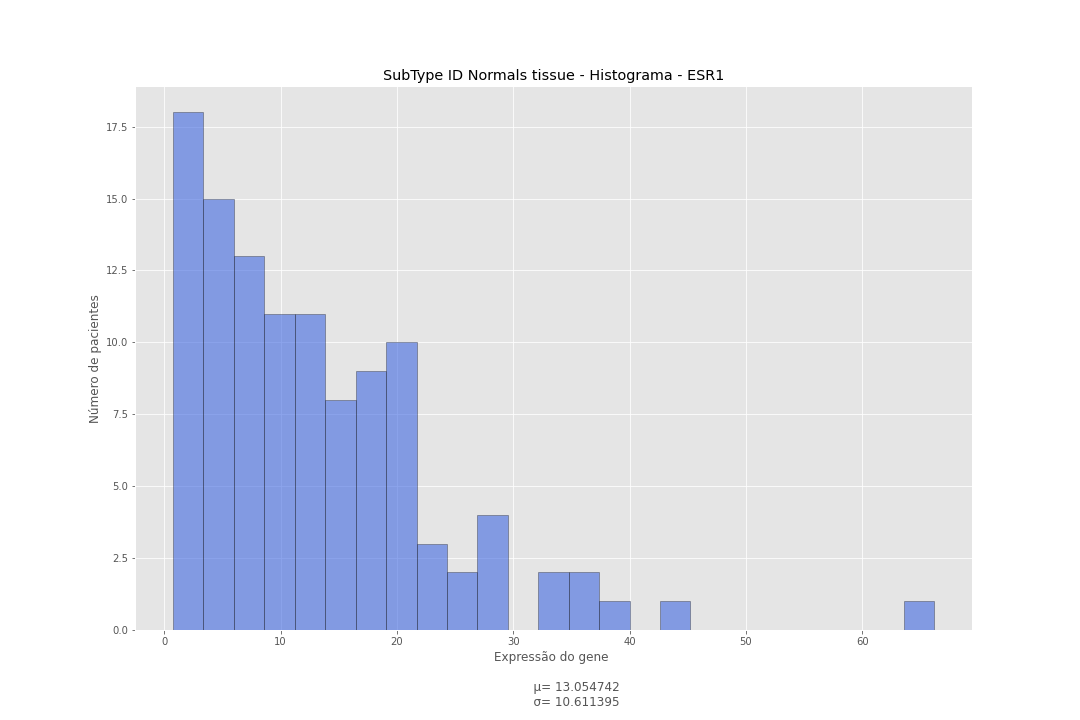 SubType ID Normals tissue - Histograma - ESR1
17.5
15.0
12.5
10.0
7.5
5.0
2.5
0.0
Número de pacientes
0 10 20 30 40 50 60
Expressão do gene
μ= 13.054742
σ= 10.611395